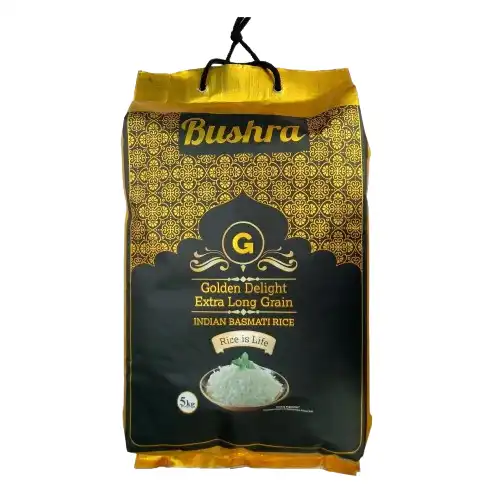 Bushra
G
Golden Delight
Extra Long Grain
INDIAN BASMATI RICE
Rice is Life
5kg